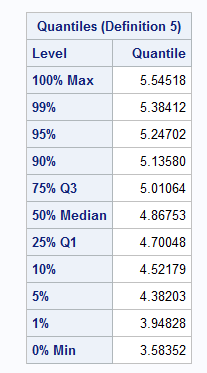 Quantiles (Definition 5)
Level Quantile
100% Max 5.54518
99% 5.38412
95% 5.24702
90% 5.13580
75% Q3 5.01064
50% Median 4.86753
25% Q1 4.70048
10% 4.52179
5% 4.38203
1% 3.94828
0% Min 3.58352